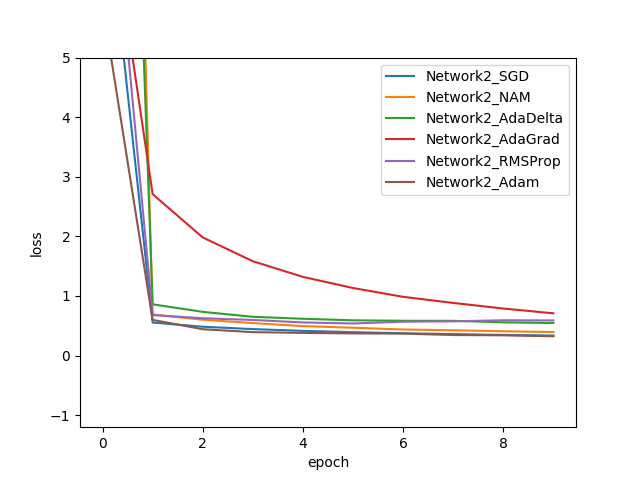 5
4
3
2
1
0
−1
loss
0
2
4
6
8
epoch
Network2_SGD
Network2_NAM
Network2_AdaDelta
Network2_AdaGrad
Network2_RMSProp
Network2_Adam